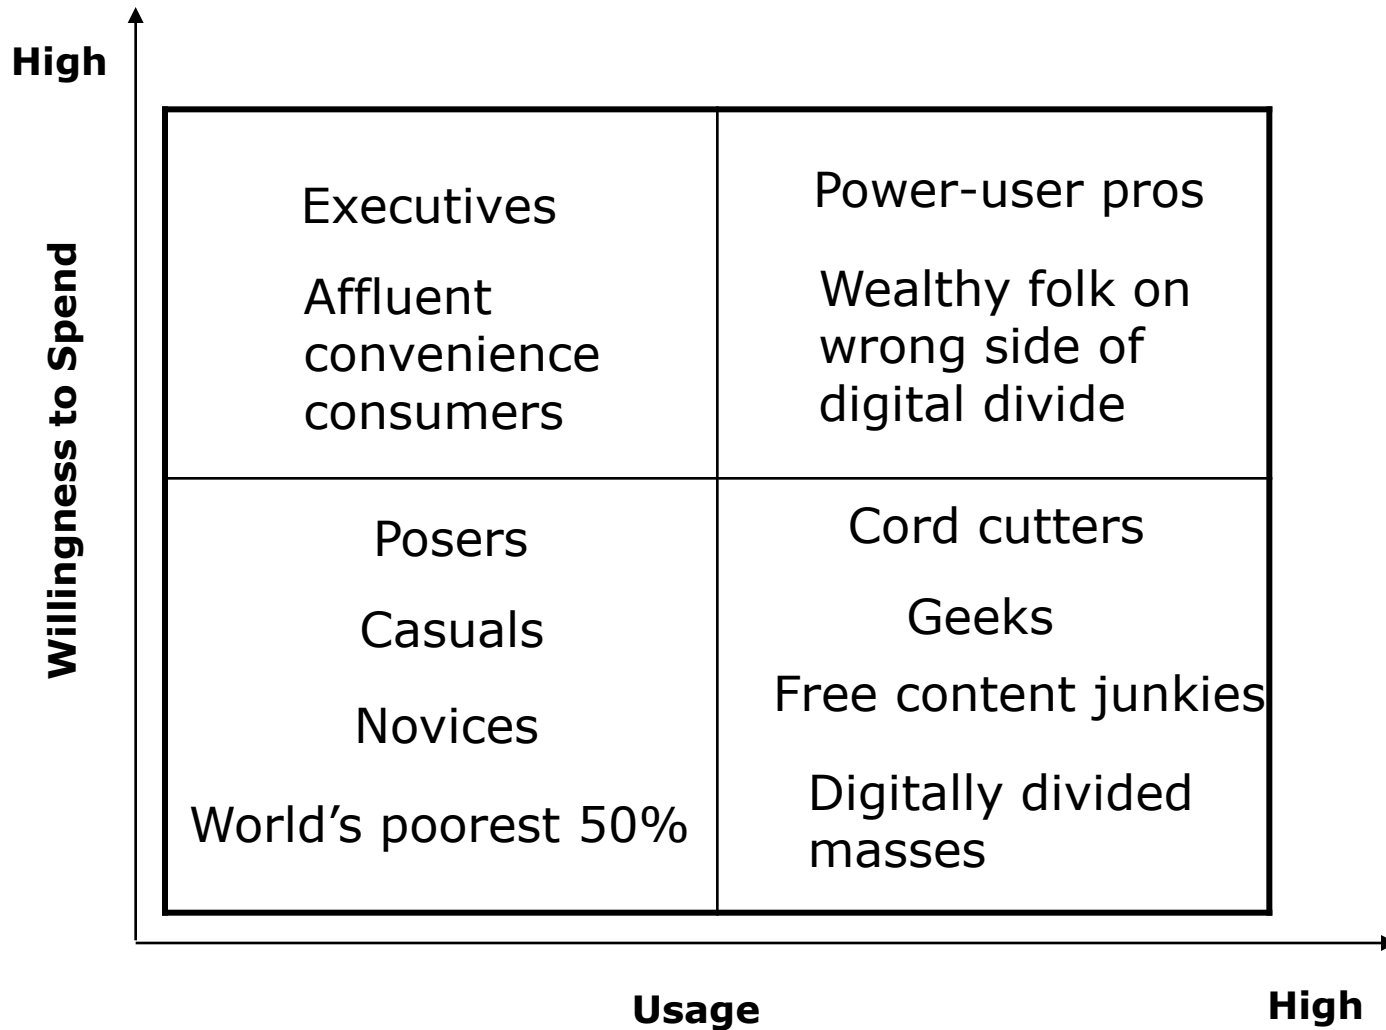 High
Willingness to Spend
Executives
Affluent
convenience
consumers
Power-user pros
Wealthy folk on
wrong side of
digital divide
Posers
Casuals
Novices
World’s poorest 50%
Cord cutters
Geeks
Free content junkies
Digitally divided
masses
Usage
High